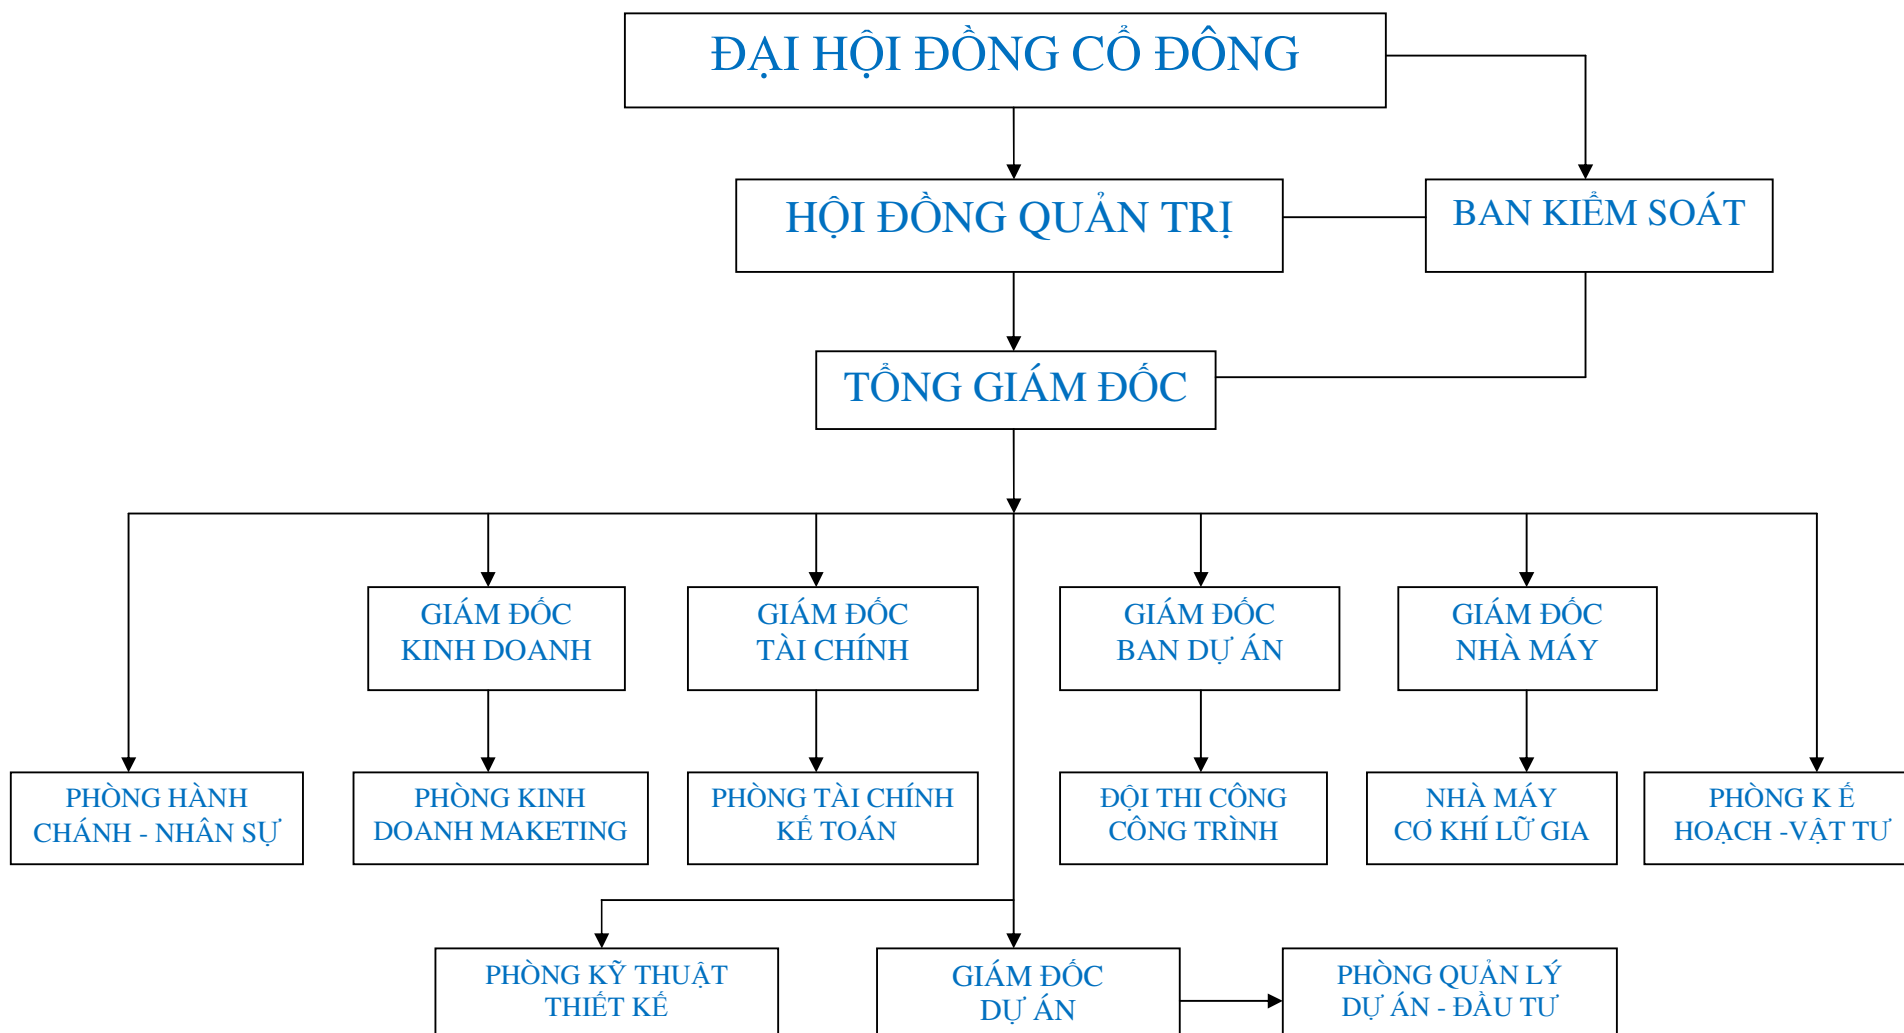 ĐẠI HỘI ĐỒNG CỔ ĐÔNG
HỘI ĐỒNG QUẢN TRỊ
BAN KIỂM SOÁT
TỔNG GIÁM ĐỐC
GIÁM ĐỐC
KINH DOANH
GIÁM ĐỐC
TÀI CHÍNH
GIÁM ĐỐC
BAN DỰ ÁN
GIÁM ĐỐC
NHÀ MÁY
PHÒNG HÀNH
CHÁNH - NHÂN SỰ
PHÒNG KINH
DOANH MAKETING
PHÒNG TÀI CHÍNH
KẾ TOÁN
ĐỘI THI CÔNG
CÔNG TRÌNH
NHÀ MÁY
CƠ KHÍ LỮ GIA
PHÒNG K Ế
HOẠCH -VẬT TƯ
PHÒNG KỸ THUẬT
THIẾT KẾ
GIÁM ĐỐC
DỰ ÁN
PHÒNG QUẢN LÝ
DỰ ÁN - ĐẦU TƯ